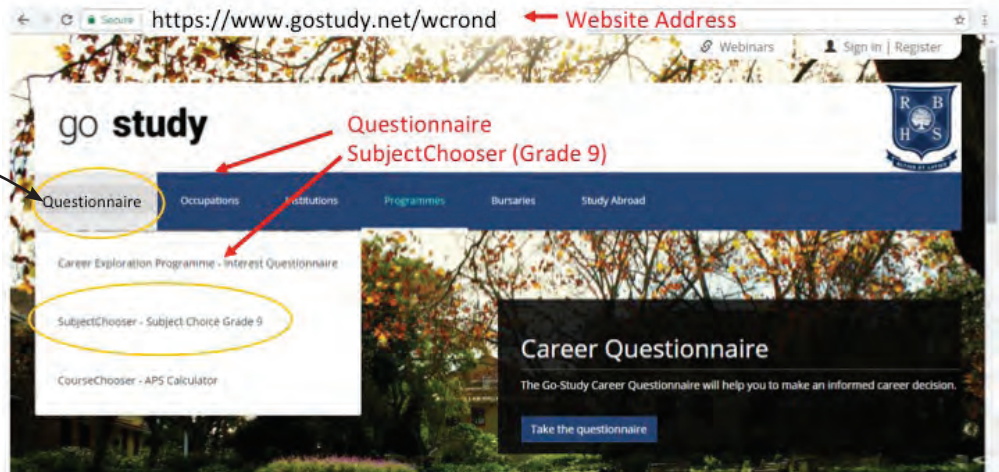 Secure https://www.gostudy.net/wcrond Website Address
Webinars Sign in | Register
go study
R B
H S
Questionnaire
SubjectChooser (Grade 9)
Questionnaire Occupations Institutions Programmes Bursaries Study Abroad
Career Exploration Programme - Interest Questionnaire
SubjectChooser - Subject Choice Grade 9
CourseChooser - APS Calculator
Career Questionnaire
The Go-Study Career Questionnaire will help you to make an informed career decision.
Take the questionnaire